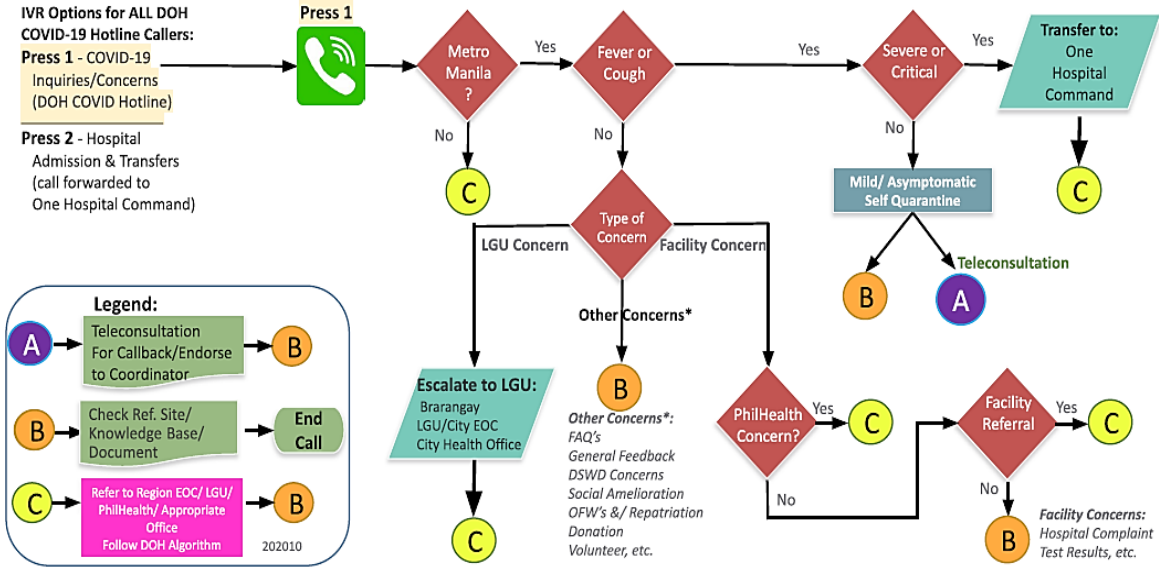 IVR Options for ALL DOH
COVID-19 Hotline Callers:
Press 1 - COVID-19
Inquiries/Concerns
(DOH COVID Hotline)
Press 2 - Hospital
Admission & Transfers
(call forwarded to
One Hospital Command)
Press 1
Metro
Manila
?
Yes
No
C
Fever or
Cough
Yes
No
Severe or
Critical
Yes
No
Transfer to:
One
Hospital
Command
C
Mild/ Asymptomatic
Self Quarantine
B
Teleconsultation
A
Type of
Concern
LGU Concern
Facility Concern
Other Concerns*
Escalate to LGU:
Brarangay
LGU/City EOC
City Health Office
C
B
Other Concerns*:
FAQ's
General Feedback
DSWD Concerns
Social Amelioration
OFW's &/ Repatriation
Donation
Volunteer, etc.
PhilHealth
Concern?
Yes
C
No
Facility
Referral
Yes
C
No
B
Facility Concerns:
Hospital Complaint
Test Results, etc.
Legend:
A
Teleconsultation
For Callback/Endorse
to Coordinator
B
B
Check Ref. Site/
Knowledge Base/
Document
End
Call
C
Refer to Region EOC/ LGU/
PhilHealth/ Appropriate
Office
Follow DOH Algorithm
B
202010